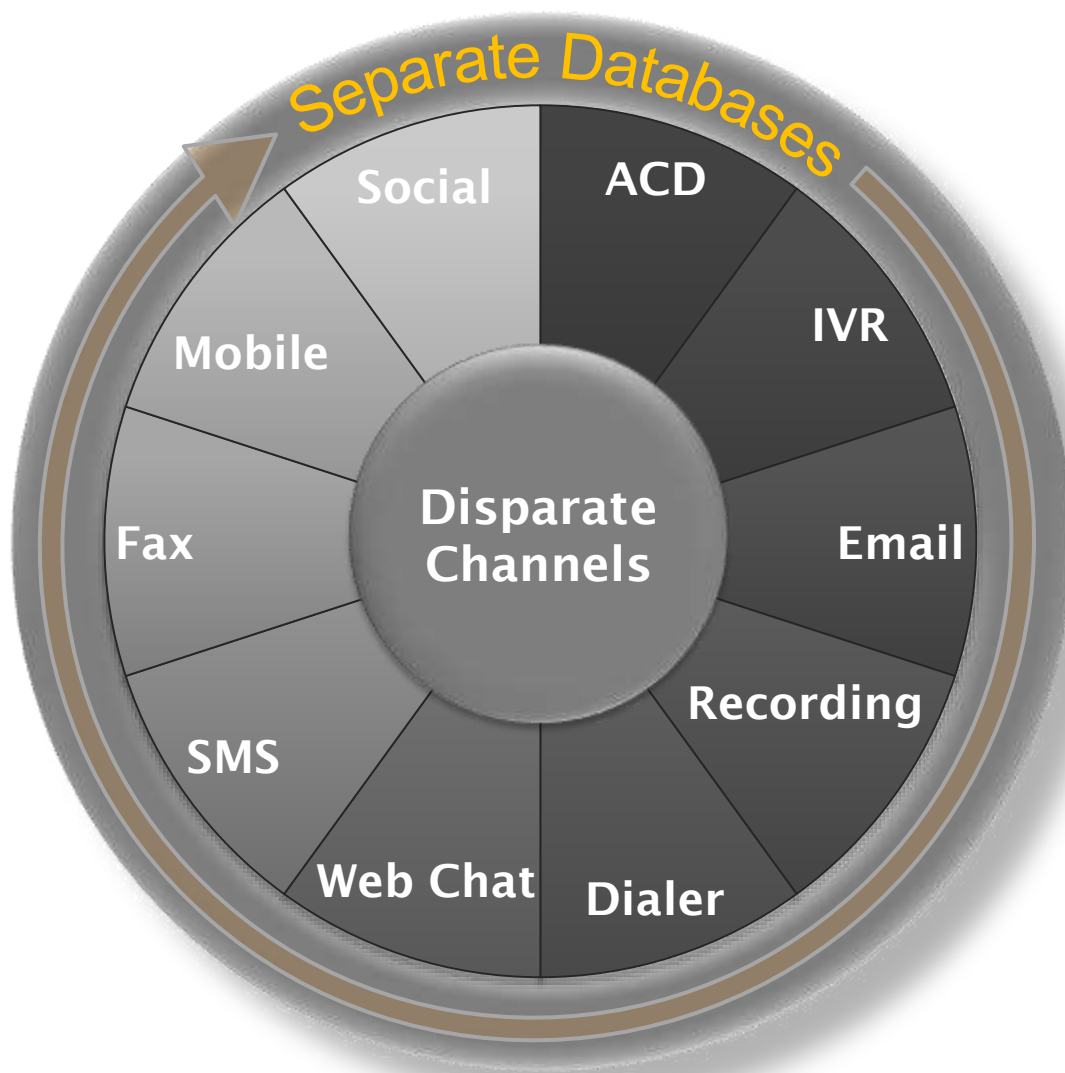 Separate Databases
ACD
IVR
Email
Recording
Dialer
Web Chat
SMS
Fax
Mobile
Social
Disparate
Channels